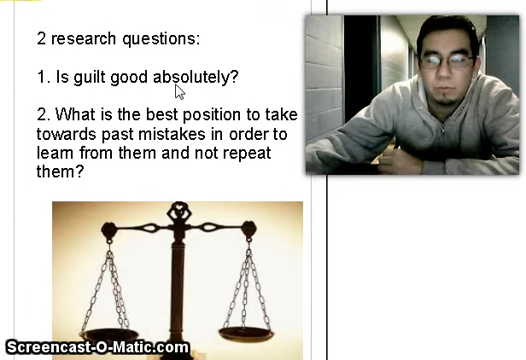 2 research questions:
1. Is guilt good absolutely?
2. What is the best position to take
towards past mistakes in order to
learn from them and not repeat
them?
Screencast-O-Matic.com